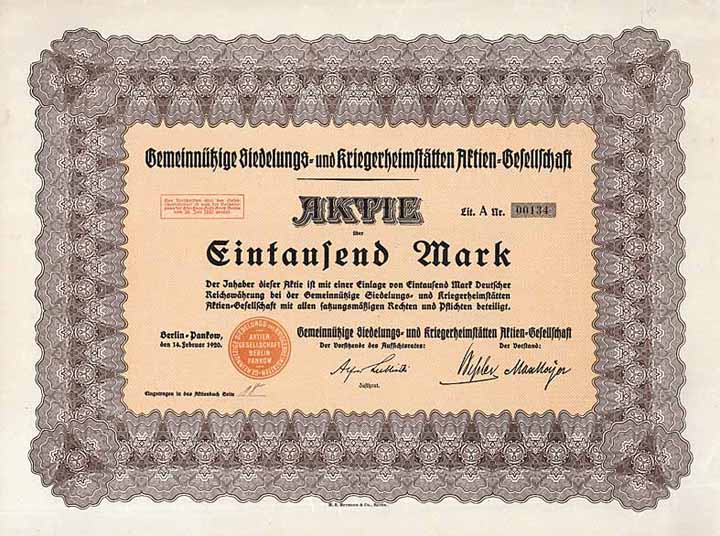 Gemeinnützige Siedelungs- und Kriegerheimstätten Aktien-Gesellschaft
AKTIE
Lit. A Nr. 00134
über
Eintausend Mark
Der Inhaber dieser Aktie ist mit einer Einlage von Eintausend Mark Deutscher
Reichswährung bei der Gemeinnützige Siedelungs- und Kriegerheimstätten
Aktien-Gesellschaft mit allen satzungsmäßigen Rechten und Pflichten beteiligt.
Berlin-Pankow,
den 14. Februar 1920.
AKTIEN
GESELLSCHAFT
BERLIN
PANKOW
Gemeinnützige Siedelungs- und Kriegerheimstätten Aktien-Gesellschaft
Der Vorsitzende des Aufsichtsrates:
Der Vorstand:
Justizrat.
Eingetragen in das Aktienbuch Seite